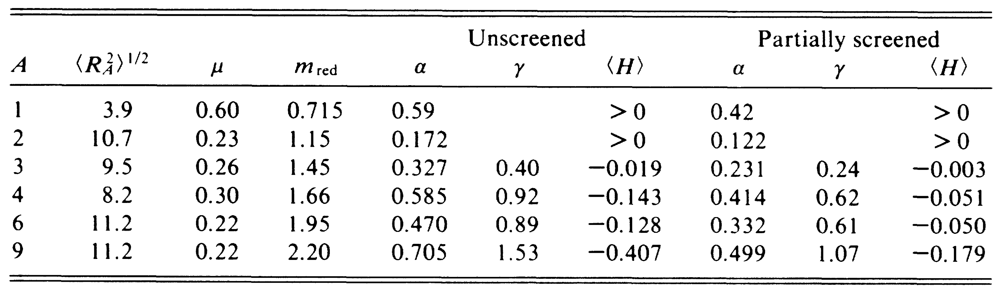 Unscreened Partially screened
A ⟨R_A^2⟩^1/2 μ m_red α γ ⟨H⟩ α γ ⟨H⟩
1 3.9 0.60 0.715 0.59 >0 0.42 >0
2 10.7 0.23 1.15 0.172 >0 0.122 >0
3 9.5 0.26 1.45 0.327 0.40 −0.019 0.231 0.24 −0.003
4 8.2 0.30 1.66 0.585 0.92 −0.143 0.414 0.62 −0.051
6 11.2 0.22 1.95 0.470 0.89 −0.128 0.332 0.61 −0.050
9 11.2 0.22 2.20 0.705 1.53 −0.407 0.499 1.07 −0.179